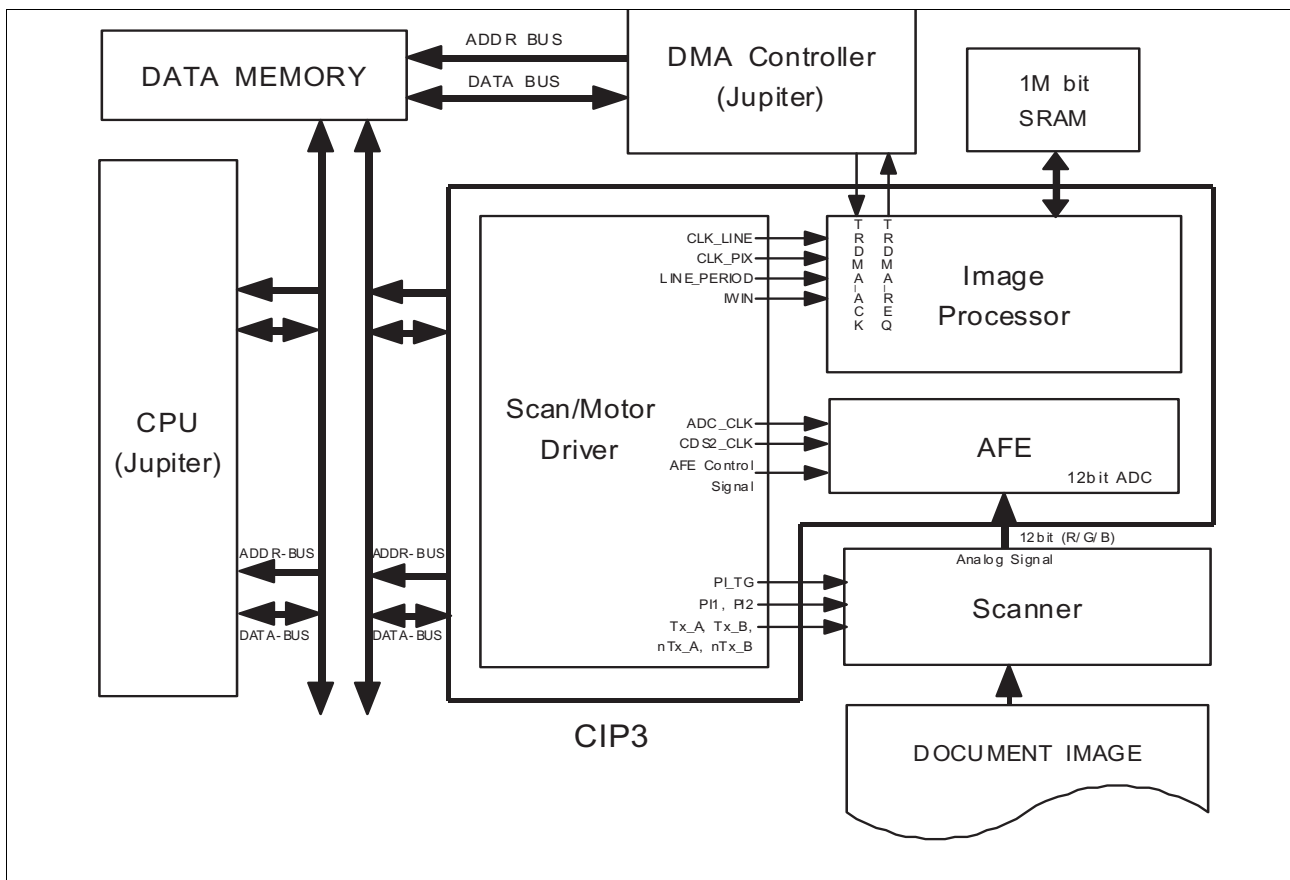 DATA MEMORY
ADDR BUS
DATA BUS
DMA Controller
(Jupiter)
1M bit
SRAM
CPU
(Jupiter)
ADDR-BUS
DATA-BUS
ADDR-BUS
DATA-BUS
Scan/Motor
Driver
CLK_LINE
CLK_PIX
LINE_PERIOD
IWIN
TRDMA_ACK
TRDMA_REQ
Image
Processor
ADC_CLK
CDS2_CLK
AFE Control
Signal
AFE
12bit ADC
12bit (R/G/B)
Analog Signal
PI_TG
PI1, PI2
Tx_A, Tx_B,
nTx_A, nTx_B
Scanner
CIP3
DOCUMENT IMAGE